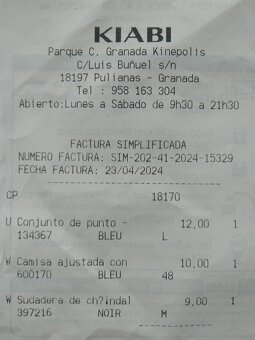 KIABI
Parque C. Granada Kinepolis
C/Luis Buñuel s/n
18197 Pulianas - Granada
Tel : 958 163 304
Abierto:Lunes a Sábado de 9h30 a 21h30
FACTURA SIMPLIFICADA
NUMERO FACTURA: SIM-202-41-2024-15329
FECHA FACTURA: 23/04/2024
CP 18170
U Conjunto de punto - 12,00 1
134367 BLEU L
W Camisa ajustada con 10,00 1
600170 BLEU 48
W Sudadera de ch?indal 9,00 1
397216 NOIR M